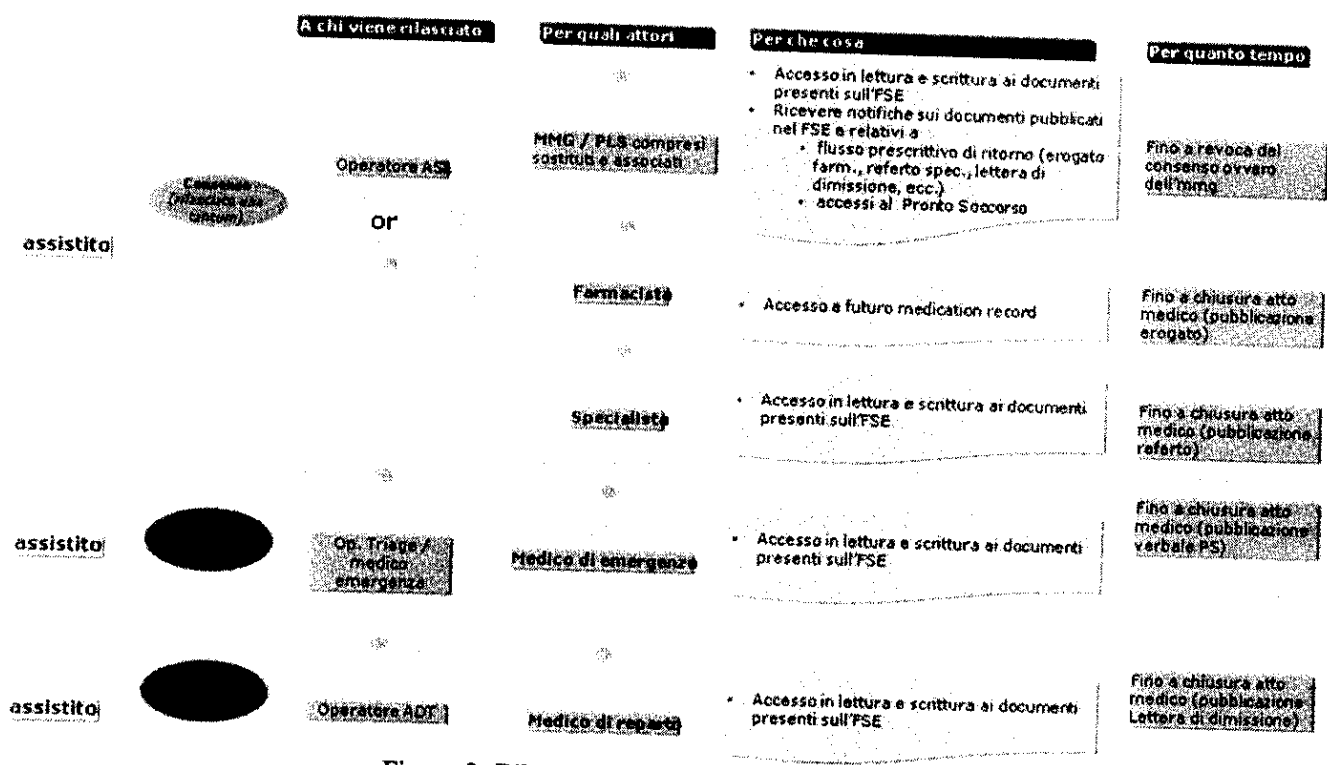 A chi viene rilasciato
Per quali attori
Per che cosa
Per quanto tempo
assistito
Consenso
(rilasciato una
tantum)
Operatore ASL
or
MMG / PLS compresi
sostituti e associati
• Accesso in lettura e scrittura ai documenti
presenti sull'FSE
• Ricevere notifiche sui documenti pubblicati
nel FSE e relativi a
• flusso prescrittivo di ritorno (erogato
farm., referto spec., lettera di
dimissione, ecc.)
• accessi al Pronto Soccorso
Fino a revoca del
consenso ovvero
dell'mmg
Farmacista
• Accesso a futuro medication record
Fino a chiusura atto
medico (pubblicazione
erogato)
Specialista
• Accesso in lettura e scrittura ai documenti
presenti sull'FSE
Fino a chiusura atto
medico (pubblicazione
referto)
assistito
Op. Triage /
medico
emergenza
Medico di emergenza
• Accesso in lettura e scrittura ai documenti
presenti sull'FSE
Fino a chiusura atto
medico (pubblicazione
verbale PS)
assistito
Operatore ADT
Medico di reparto
• Accesso in lettura e scrittura ai documenti
presenti sull'FSE
Fino a chiusura atto
medico (pubblicazione
Lettera di dimissione)